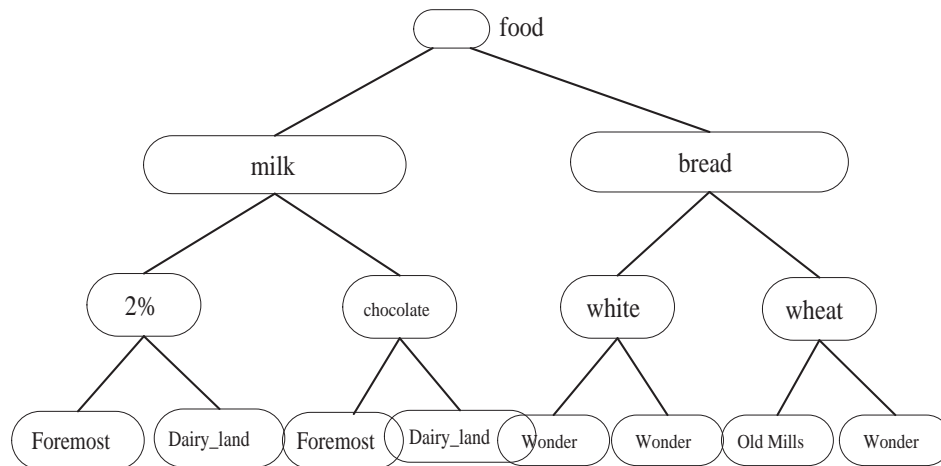 food
milk
bread
2%
chocolate
white
wheat
Foremost
Dairy_land
Foremost
Dairy_land
Wonder
Wonder
Old Mills
Wonder